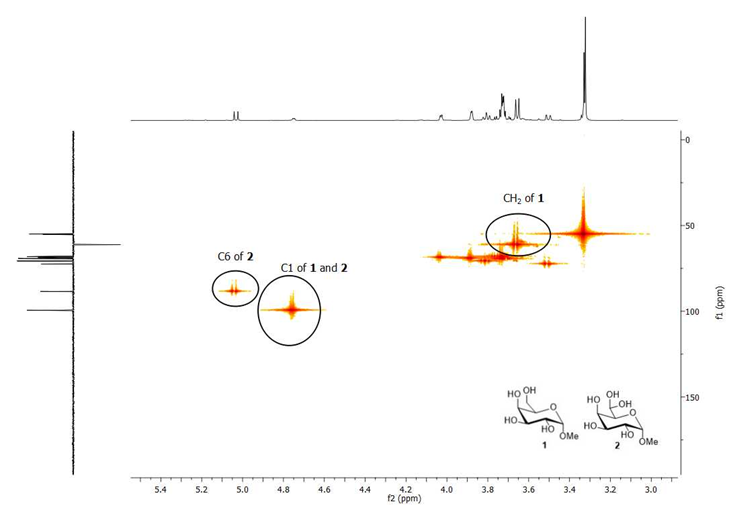 0
CH₂ of 1
50
C6 of 2
C1 of 1 and 2
100
f1 (ppm)
150
HO OH
O
HO
HO
OMe
1
OH
HO
OH
O
HO
HO
OMe
2
5.4 5.2 5.0 4.8 4.6 4.4 4.2 4.0 3.8 3.6 3.4 3.2 3.0
f2 (ppm)